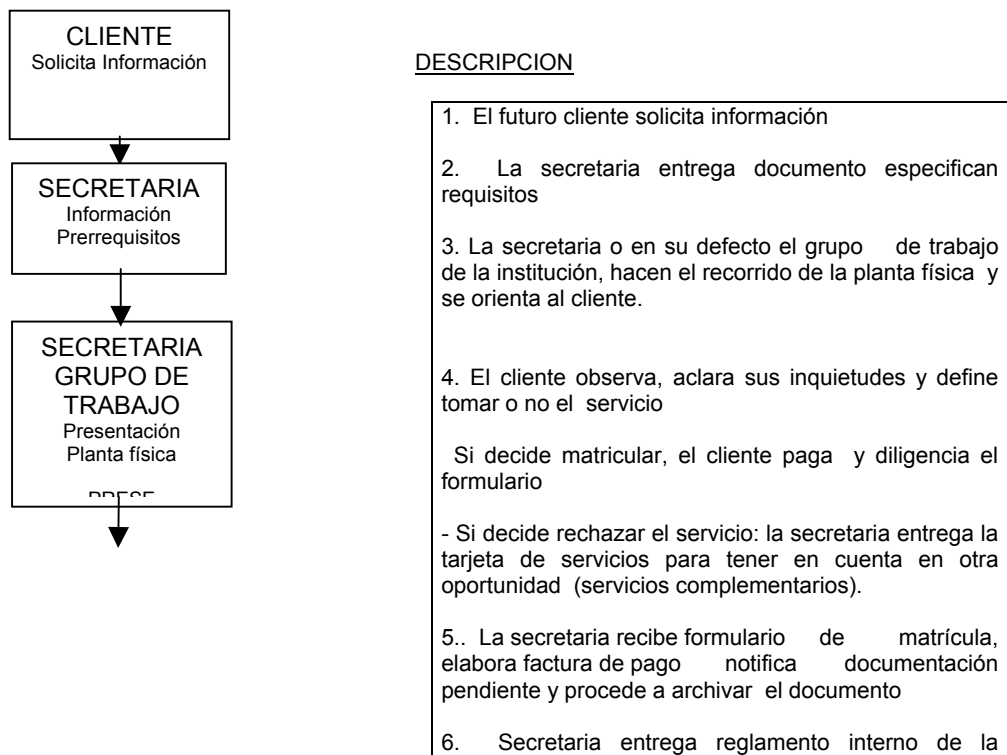 CLIENTE
Solicita Información
SECRETARIA
Información
Prerrequisitos
SECRETARIA
GRUPO DE
TRABAJO
Presentación
Planta física
DESCRIPCION
1. El futuro cliente solicita información
2. La secretaria entrega documento especifican
requisitos
3. La secretaria o en su defecto el grupo de trabajo
de la institución, hacen el recorrido de la planta física y
se orienta al cliente.
4. El cliente observa, aclara sus inquietudes y define
tomar o no el servicio
Si decide matricular, el cliente paga y diligencia el
formulario
- Si decide rechazar el servicio: la secretaria entrega la
tarjeta de servicios para tener en cuenta en otra
oportunidad (servicios complementarios).
5.. La secretaria recibe formulario de matrícula,
elabora factura de pago notifica documentación
pendiente y procede a archivar el documento
6. Secretaria entrega reglamento interno de la